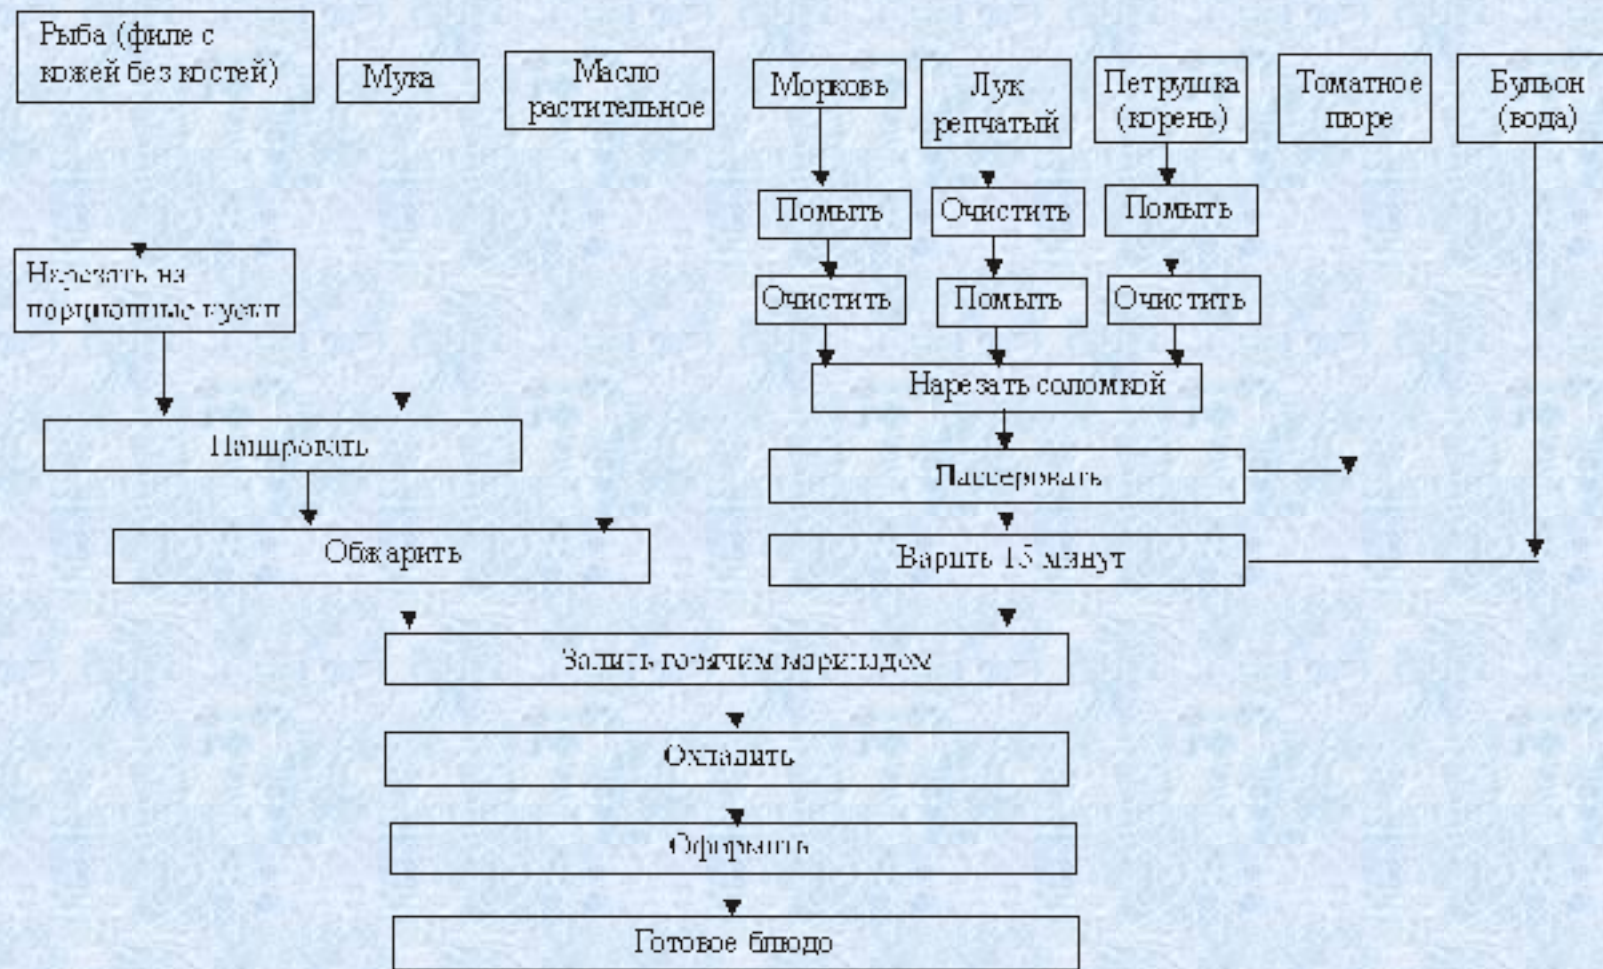 Рыба (филе с
кожей без костей)
Мука
Масло
растительное
Морковь
Лук
репчатый
Петрушка
(корень)
Томатное
пюре
Бульон
(вода)
Помыть
Очистить
Помыть
Нарезать на
порционные куски
Очистить
Помыть
Очистить
Нарезать соломкой
Панировать
Пассеровать
Обжарить
Варить 15 минут
Залить горячим маринадом
Охладить
Оформить
Готовое блюдо